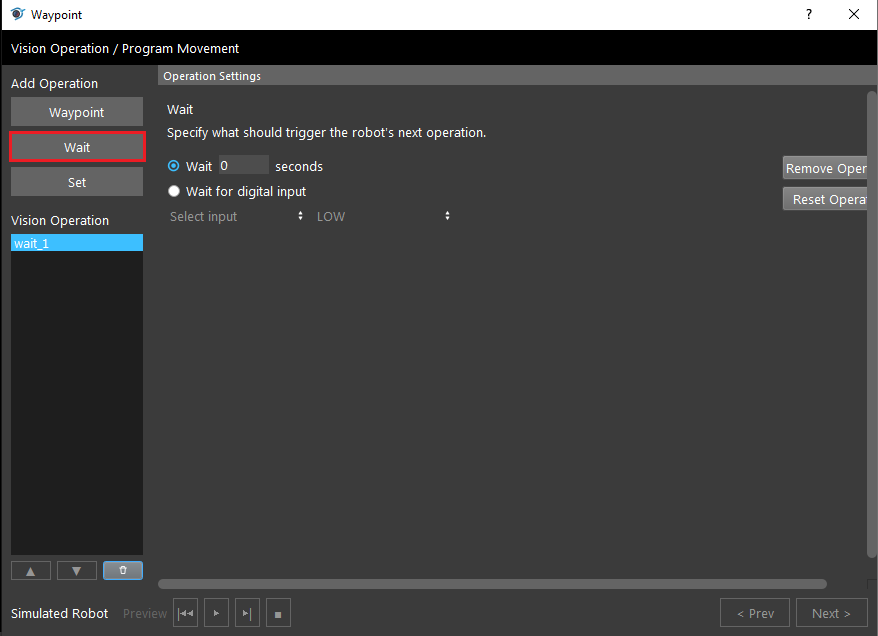 Waypoint
?
Vision Operation / Program Movement
Add Operation
Waypoint
Wait
Set
Vision Operation
wait_1
Operation Settings
Wait
Specify what should trigger the robot's next operation.
Wait 0 seconds
Wait for digital input
Select input LOW
Remove Oper
Reset Opera
Simulated Robot Preview
< Prev Next >